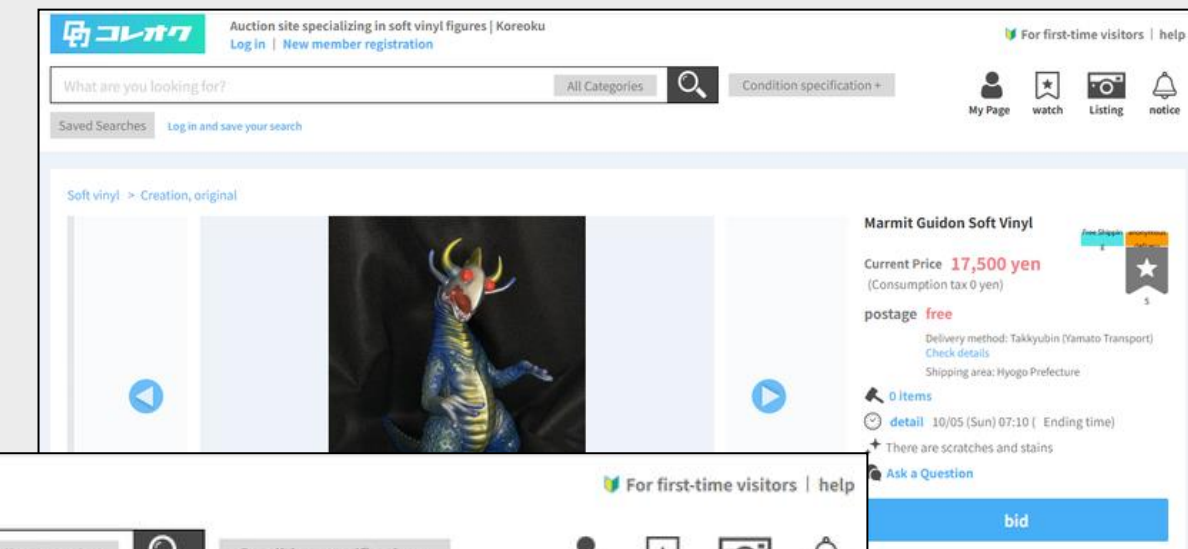 コレオク
Auction site specializing in soft vinyl figures | Koreoku
Log in | New member registration
For first-time visitors | help
What are you looking for?
All Categories
Condition specification +
My Page
watch
Listing
notice
Saved Searches
Log in and save your search
Soft vinyl > Creation, original
Marmit Guidon Soft Vinyl
Free Shippin
g
anonymous
Current Price 17,500 yen
(Consumption tax 0 yen)
5
postage free
Delivery method: Takkyubin (Yamato Transport)
Check details
Shipping area: Hyogo Prefecture
0 items
detail 10/05 (Sun) 07:10 ( Ending time)
There are scratches and stains
Ask a Question
bid
For first-time visitors | help